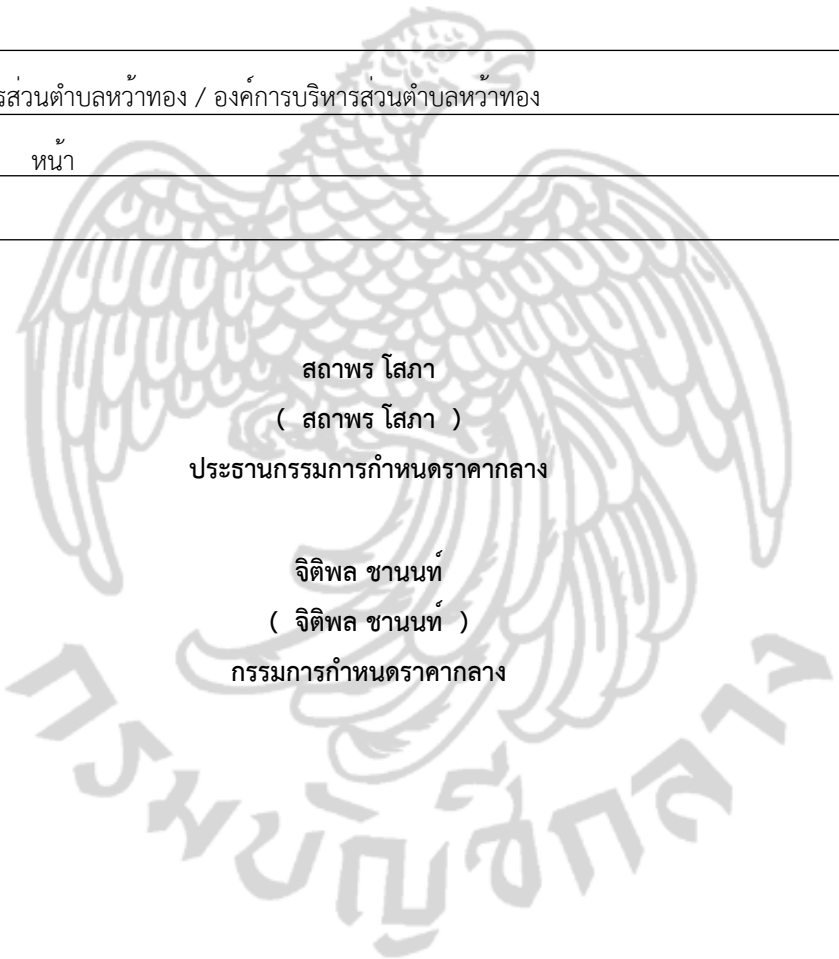 รส่วนตำบลหว้าทอง / องค์การบริหารส่วนตำบลหว้าทอง
หน้า
สถาพร โสภา
( สถาพร โสภา )
ประธานกรรมการกำหนดราคากลาง
จิติพล ชานนท์
( จิติพล ชานนท์ )
กรรมการกำหนดราคากลาง
กรมบัญชีกลาง